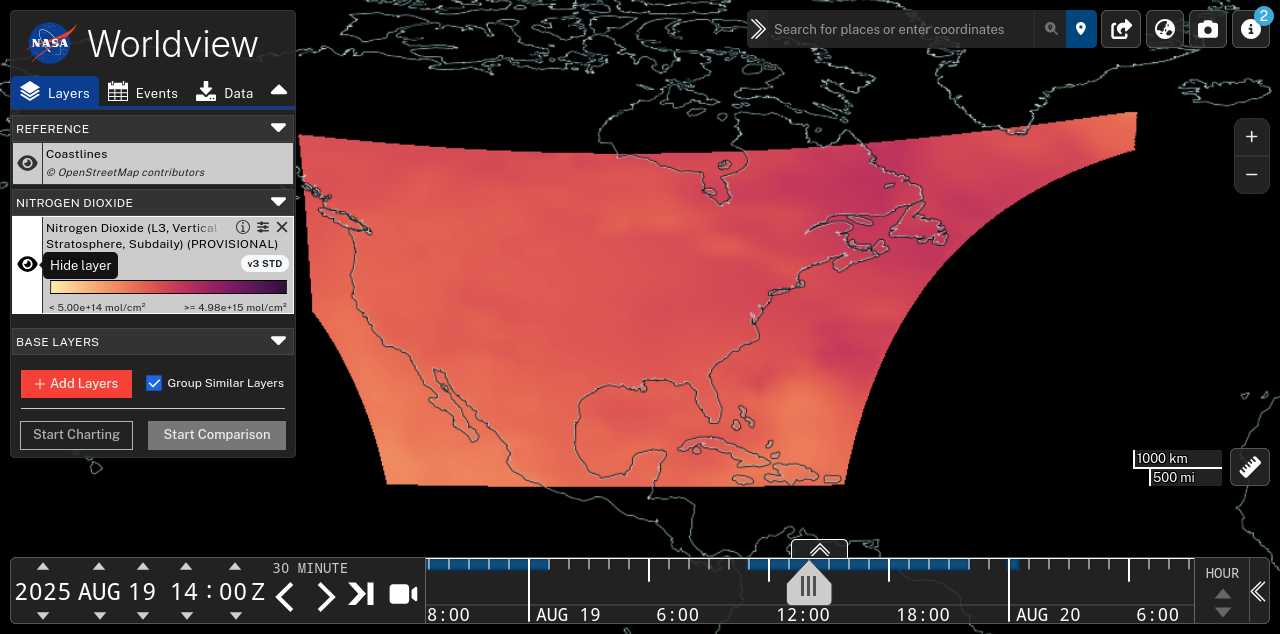 NASA
Worldview
Search for places or enter coordinates
2
Layers
Events
Data
REFERENCE
Coastlines
© OpenStreetMap contributors
NITROGEN DIOXIDE
Nitrogen Dioxide (L3, Vertical
Stratosphere, Subdaily) (PROVISIONAL)
Hide layer
v3 STD
< 5.00e+14 mol/cm²
>= 4.98e+15 mol/cm²
BASE LAYERS
+ Add Layers
Group Similar Layers
Start Charting
Start Comparison
+
−
1000 km
500 mi
2025 AUG 19 14 : 00 Z
30 MINUTE
8:00
AUG 19
6:00
12:00
18:00
AUG 20
6:00
HOUR